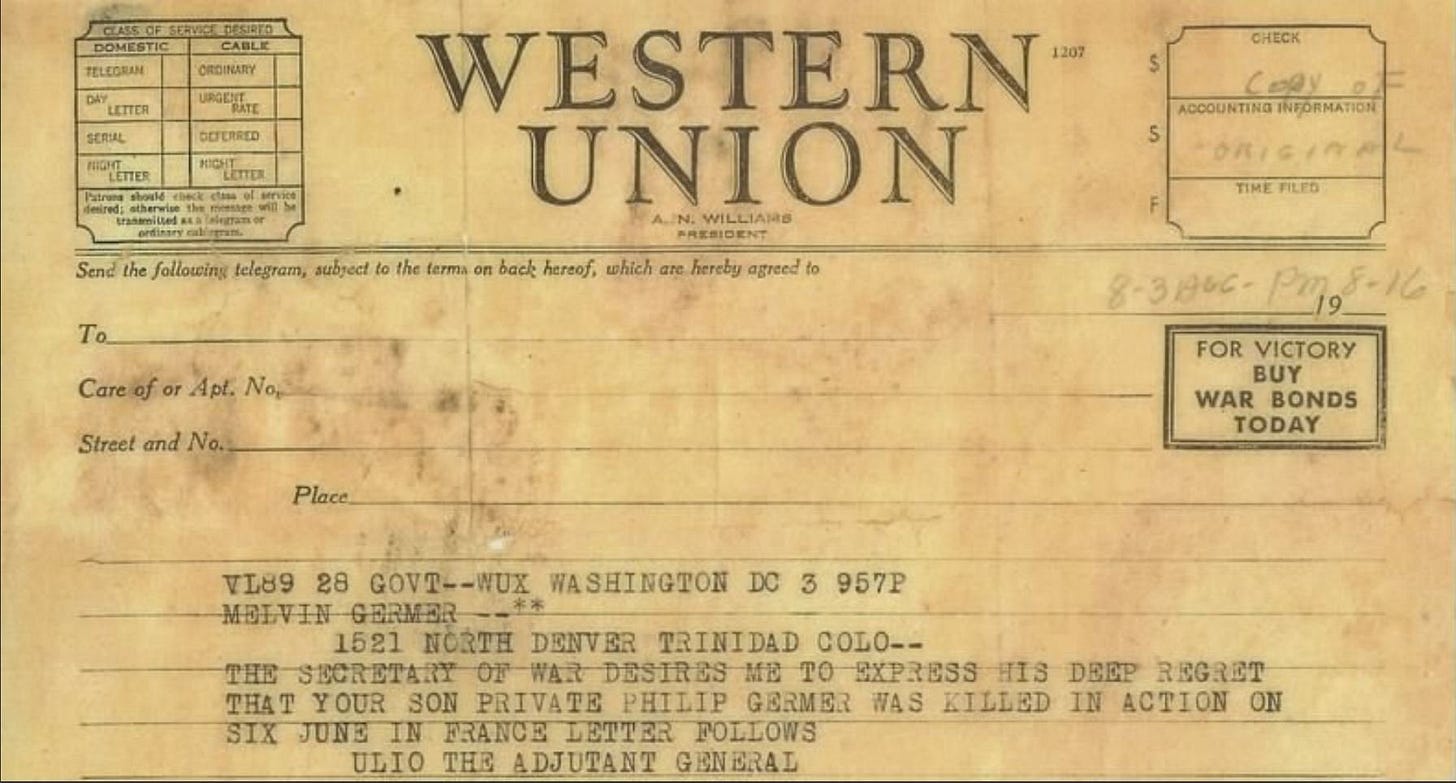 CLASS OF SERVICE DESIRED
DOMESTIC CABLE
TELEGRAM ORDINARY
DAY LETTER URGENT RATE
SERIAL DEFERRED
NIGHT LETTER NIGHT LETTER
Patrons should check class of service
desired; otherwise the message will be
transmitted as a telegram or
ordinary cablegram.
WESTERN
UNION
1207
A. N. WILLIAMS
PRESIDENT
$
S
F
CHECK
COPY OF
ACCOUNTING INFORMATION
ORIGINAL
TIME FILED
Send the following telegram, subject to the terms on back hereof, which are hereby agreed to
8-3 AUG- PM 8-16
19
To
Care of or Apt. No.
Street and No.
Place
FOR VICTORY
BUY
WAR BONDS
TODAY
VL89 28 GOVT--WUX WASHINGTON DC 3 957P
MELVIN GERMER --**
1521 NORTH DENVER TRINIDAD COLO--
THE SECRETARY OF WAR DESIRES ME TO EXPRESS HIS DEEP REGRET
THAT YOUR SON PRIVATE PHILIP GERMER WAS KILLED IN ACTION ON
SIX JUNE IN FRANCE LETTER FOLLOWS
ULIO THE ADJUTANT GENERAL